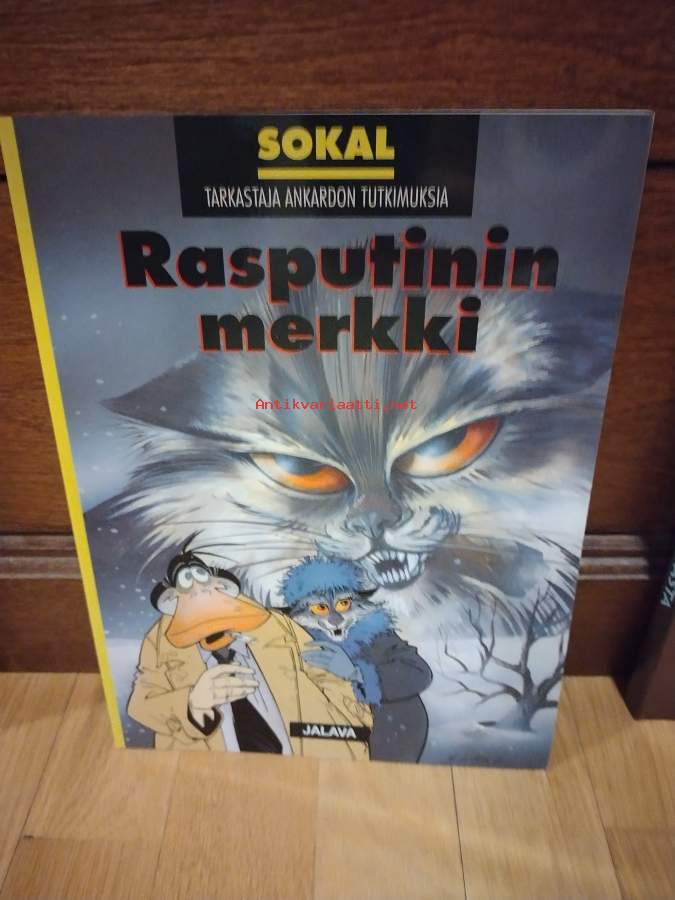 SOKAL
TARKASTAJA ANKARDON TUTKIMUKSIA
Rasputinin
merkki
Antikvariaatti.net
JALAVA